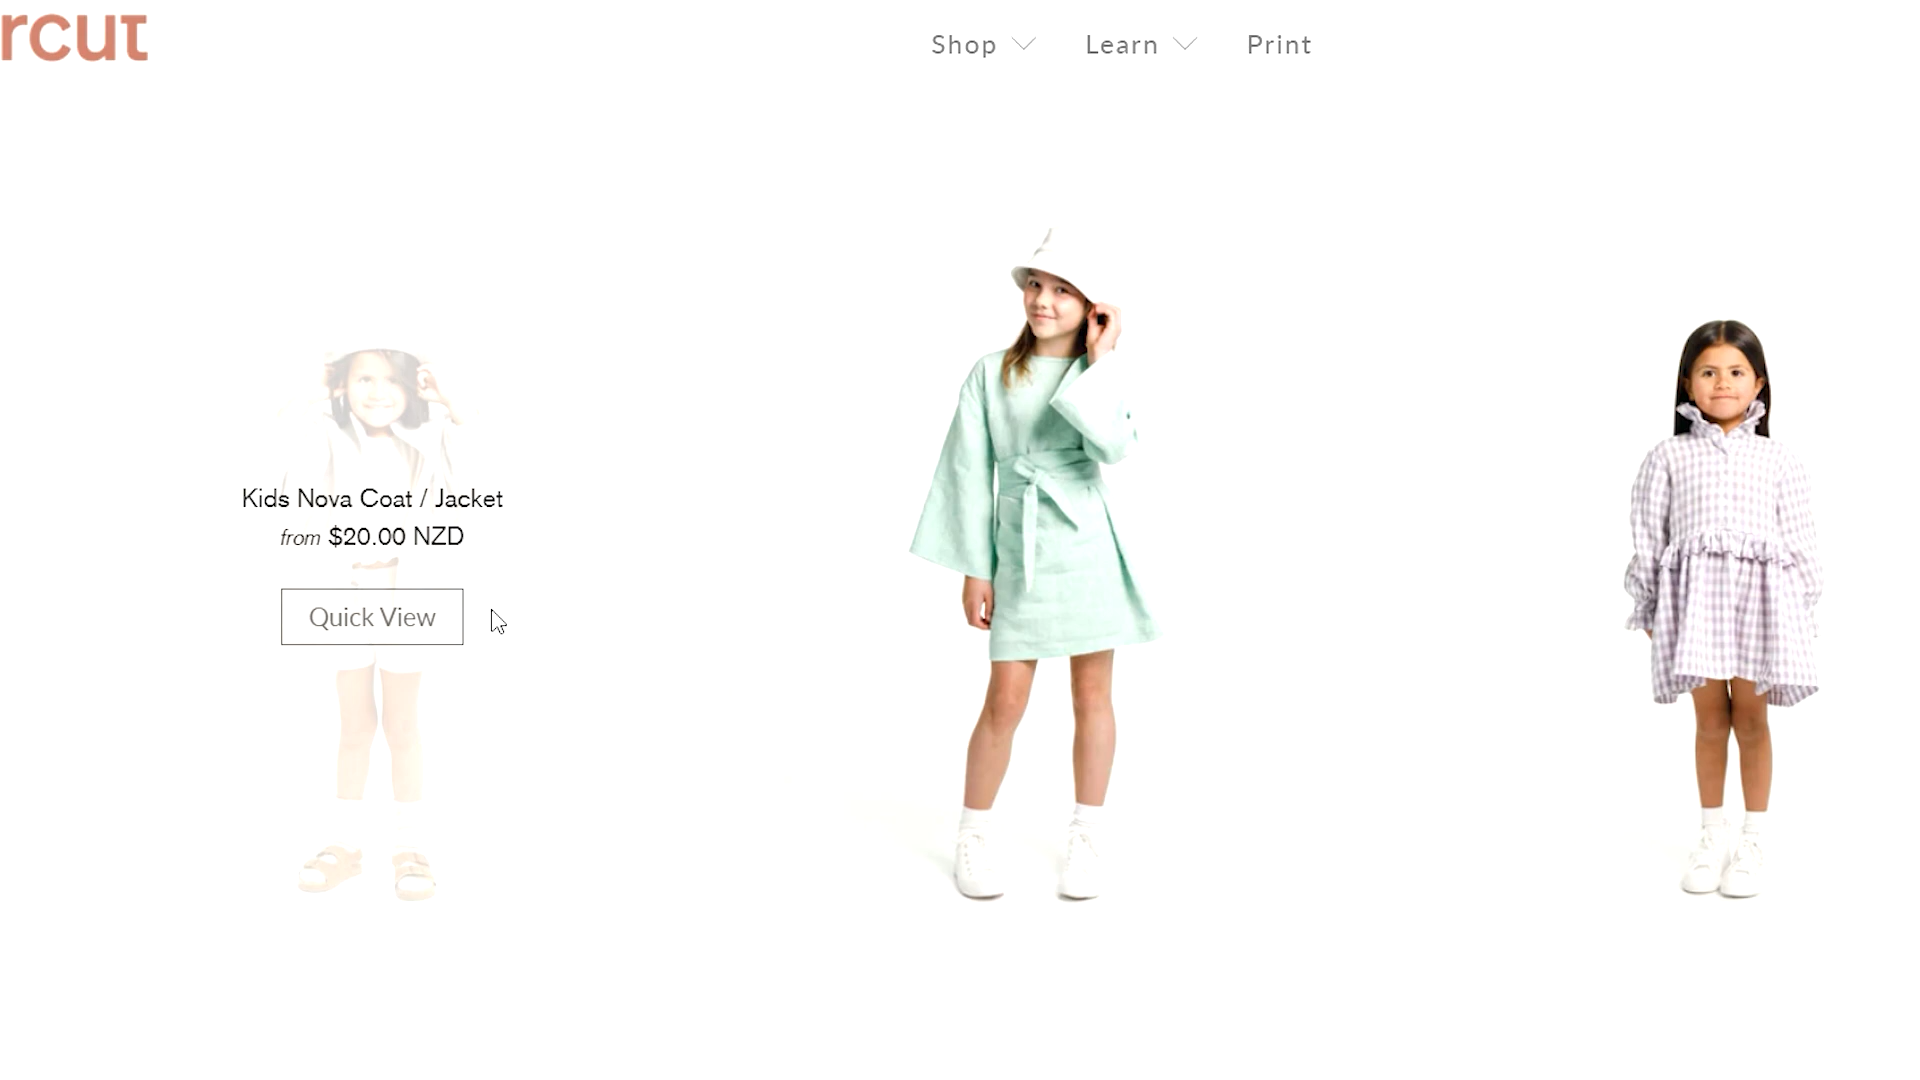 rcut
Shop
Learn
Print
Kids Nova Coat / Jacket
from $20.00 NZD
Quick View